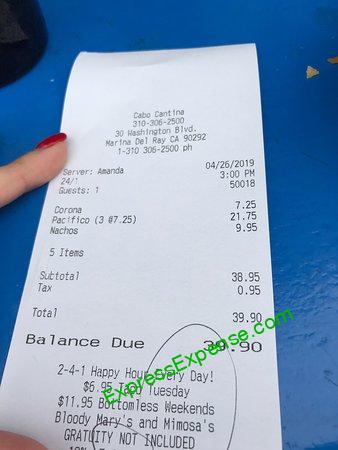 Cabo Cantina
310-306-2500
30 Washington Blvd.
Marina Del Ray CA 90292
1-310 306-2500 ph
Server: Amanda 04/26/2019
24/1 3:00 PM
Guests: 1 50018
Corona 7.25
Pacifico (3 @7.25) 21.75
Nachos 9.95
5 Items
Subtotal 38.95
Tax 0.95
Total 39.90
Balance Due 39.90
2-4-1 Happy Hour Every Day!
$6.95 Tuesday
$11.95 Bottomless Weekends
Bloody Mary's and Mimosa's
GRATUITY NOT INCLUDED
ExpressExpense.com